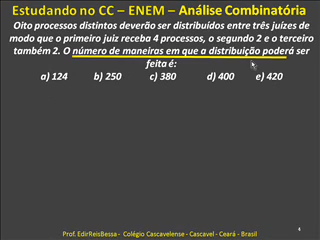 Estudando no CC – ENEM – Análise Combinatória
Oito processos distintos deverão ser distribuídos entre três juízes de
modo que o primeiro juiz receba 4 processos, o segundo 2 e o terceiro
também 2. O número de maneiras em que a distribuição poderá ser
feita é:
a) 124 b) 250 c) 380 d) 400 e) 420
4
Prof. EdirReisBessa - Colégio Cascavelense - Cascavel - Ceará - Brasil